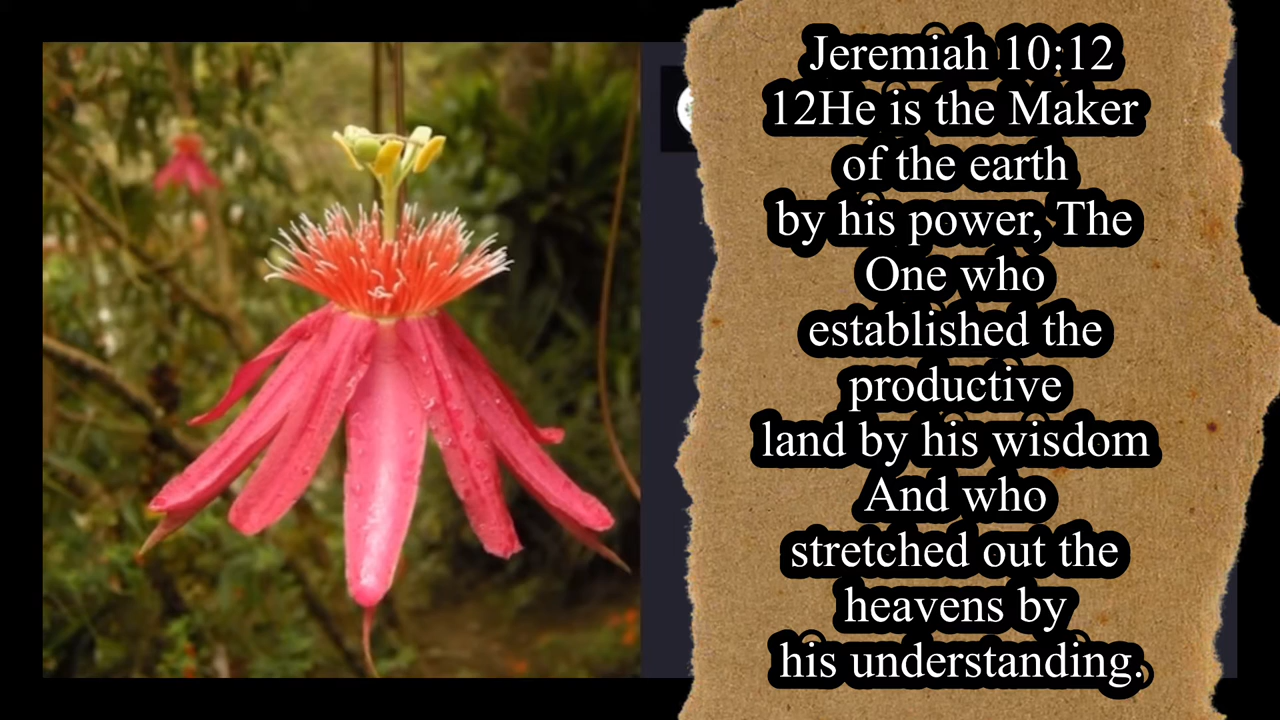 Jeremiah 10:12
12He is the Maker
of the earth
by his power, The
One who
established the
productive
land by his wisdom
And who
stretched out the
heavens by
his understanding.